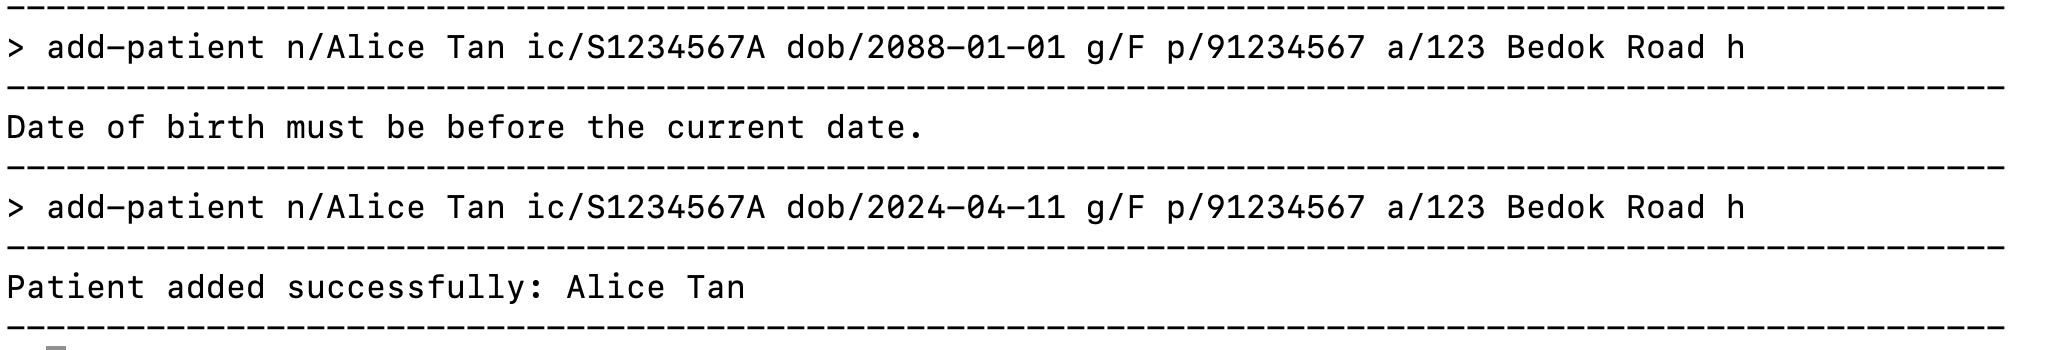 > add-patient n/Alice Tan ic/S1234567A dob/2088-01-01 g/F p/91234567 a/123 Bedok Road h
Date of birth must be before the current date.
> add-patient n/Alice Tan ic/S1234567A dob/2024-04-11 g/F p/91234567 a/123 Bedok Road h
Patient added successfully: Alice Tan